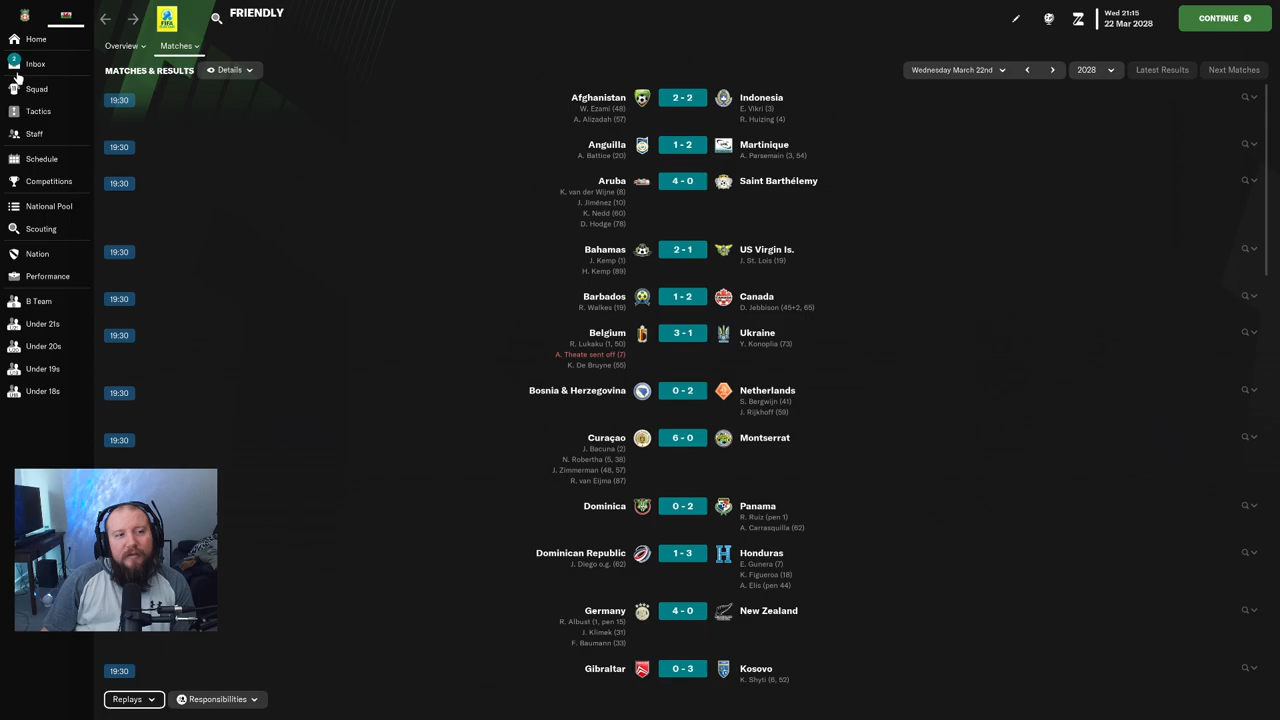 FRIENDLY
Wed 21:15
22 Mar 2028
CONTINUE
Home
Overview
Matches
2
Inbox
MATCHES & RESULTS
Details
Wednesday March 22nd
2028
Latest Results
Next Matches
Squad
Tactics
Staff
Schedule
Competitions
National Pool
Scouting
Nation
Performance
B Team
Under 21s
Under 20s
Under 19s
Under 18s
19:30
Afghanistan
2 - 2
Indonesia
W. Ezami (48)
E. Vikri (3)
A. Alizadah (57)
R. Huizing (4)
19:30
Anguilla
1 - 2
Martinique
A. Battice (20)
A. Parsemain (3, 54)
19:30
Aruba
4 - 0
Saint Barthélemy
K. van der Wijne (8)
J. Jiménez (10)
K. Nedd (60)
D. Hodge (78)
19:30
Bahamas
2 - 1
US Virgin Is.
J. Kemp (1)
J. St. Lois (19)
H. Kemp (89)
19:30
Barbados
1 - 2
Canada
R. Walkes (19)
D. Jebbison (45+2, 65)
19:30
Belgium
3 - 1
Ukraine
R. Lukaku (1, 50)
Y. Konoplia (73)
A. Theate sent off (7)
K. De Bruyne (55)
19:30
Bosnia & Herzegovina
0 - 2
Netherlands
S. Bergwijn (41)
J. Rijkhoff (59)
19:30
Curaçao
6 - 0
Montserrat
J. Bacuna (2)
N. Robertha (5, 38)
J. Zimmerman (48, 57)
R. van Eijma (87)
19:30
Dominica
0 - 2
Panama
R. Ruiz (pen 1)
A. Carrasquilla (62)
19:30
Dominican Republic
1 - 3
Honduras
J. Diego o.g. (62)
E. Gunera (7)
K. Figueroa (18)
A. Elis (pen 44)
19:30
Germany
4 - 0
New Zealand
R. Albust (1, pen 15)
J. Klimek (31)
F. Baumann (33)
19:30
Gibraltar
0 - 3
Kosovo
K. Shyti (6, 52)
Replays
Responsibilities